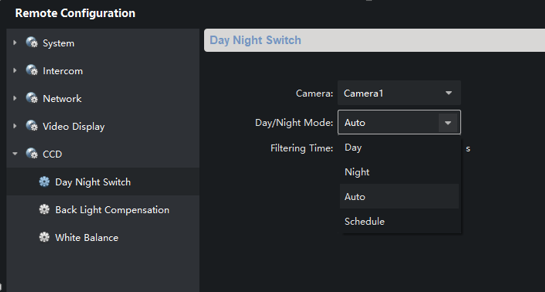 Remote Configuration
System
Intercom
Network
Video Display
CCD
Day Night Switch
Back Light Compensation
White Balance
Day Night Switch
Camera: Camera1
Day/Night Mode: Auto
Filtering Time: s
Day
Night
Auto
Schedule